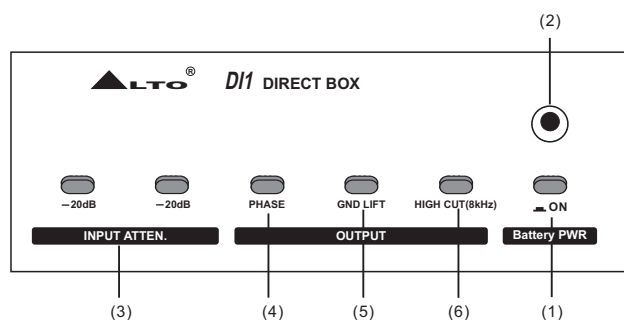 (2)
ALTO® DI1 DIRECT BOX
−20dB −20dB PHASE GND LIFT HIGH CUT(8kHz) ON
INPUT ATTEN. OUTPUT Battery PWR
(3) (4) (5) (6) (1)